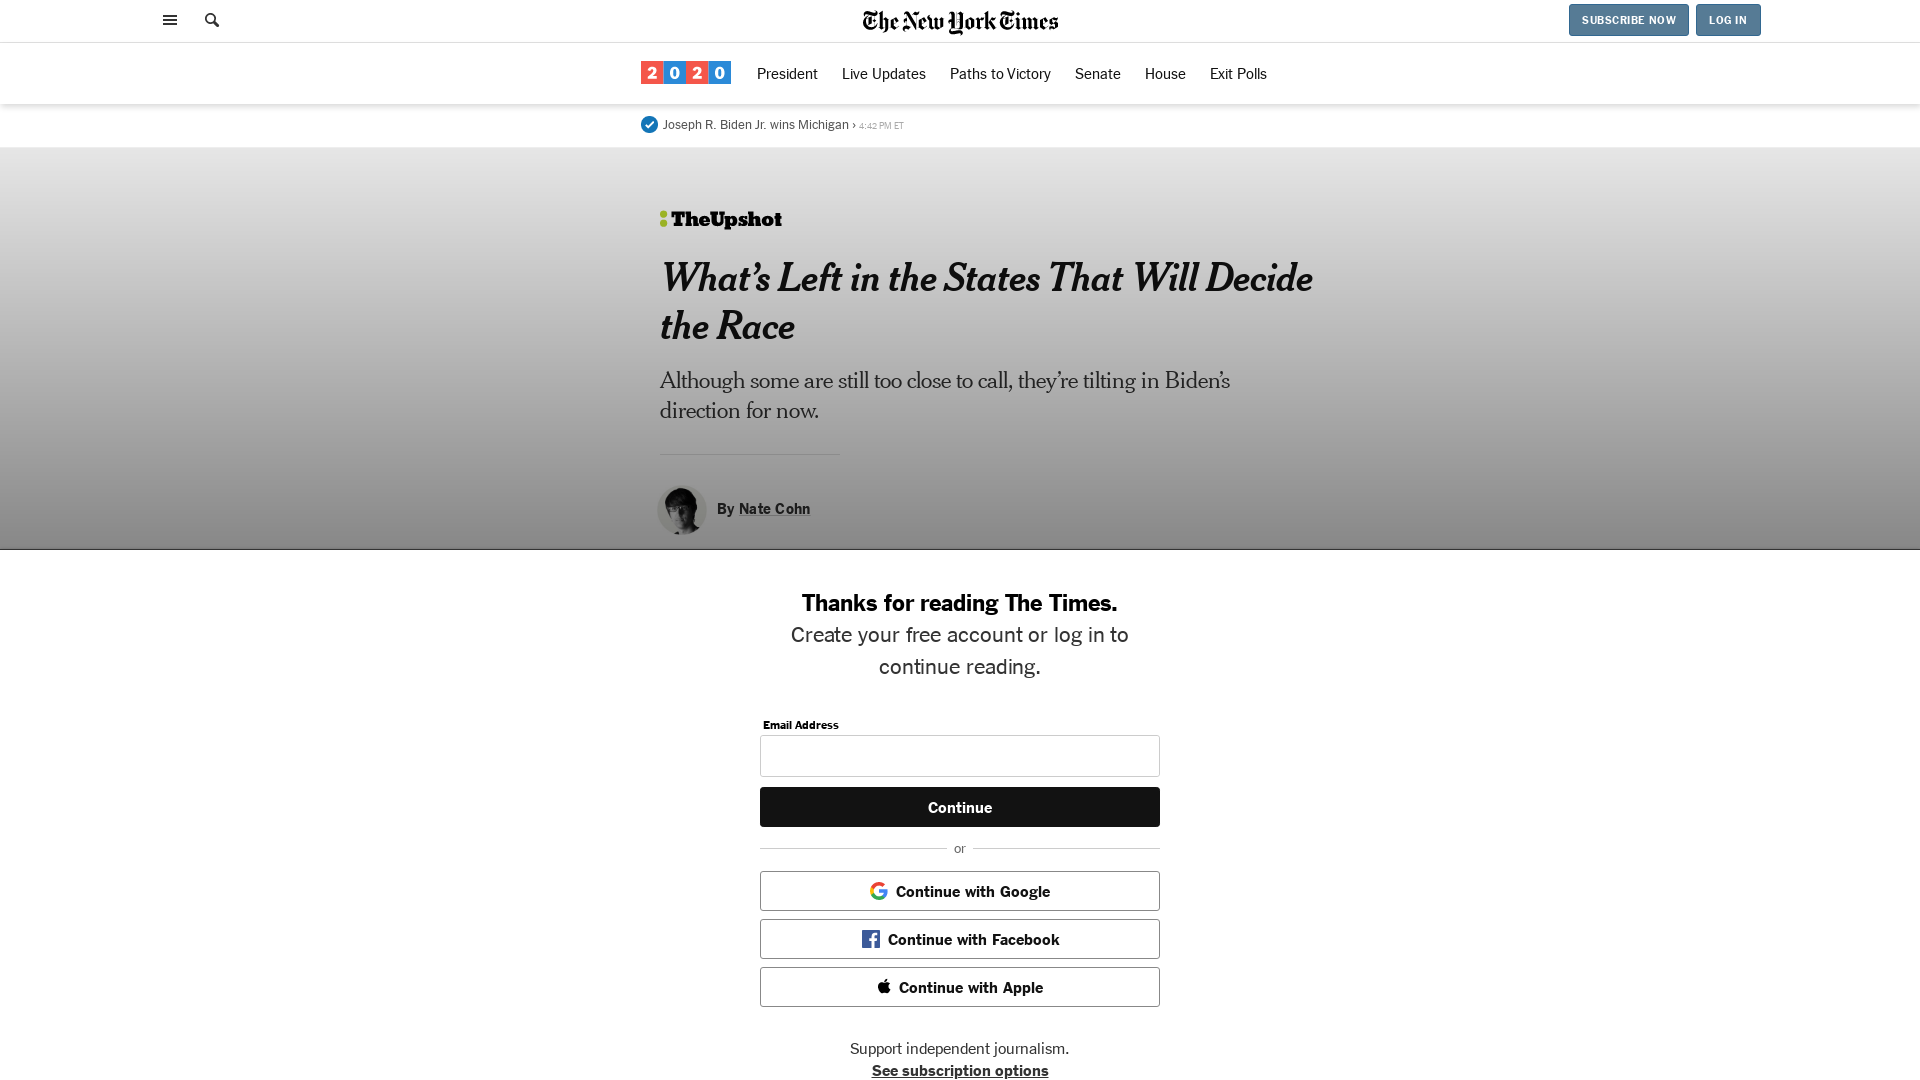 The New York Times
SUBSCRIBE NOW
LOG IN
2020
President
Live Updates
Paths to Victory
Senate
House
Exit Polls
Joseph R. Biden Jr. wins Michigan › 4:42 PM ET
TheUpshot
What’s Left in the States That Will Decide
the Race
Although some are still too close to call, they’re tilting in Biden’s
direction for now.
By Nate Cohn
Thanks for reading The Times.
Create your free account or log in to
continue reading.
Email Address
Continue
or
Continue with Google
Continue with Facebook
Continue with Apple
Support independent journalism.
See subscription options